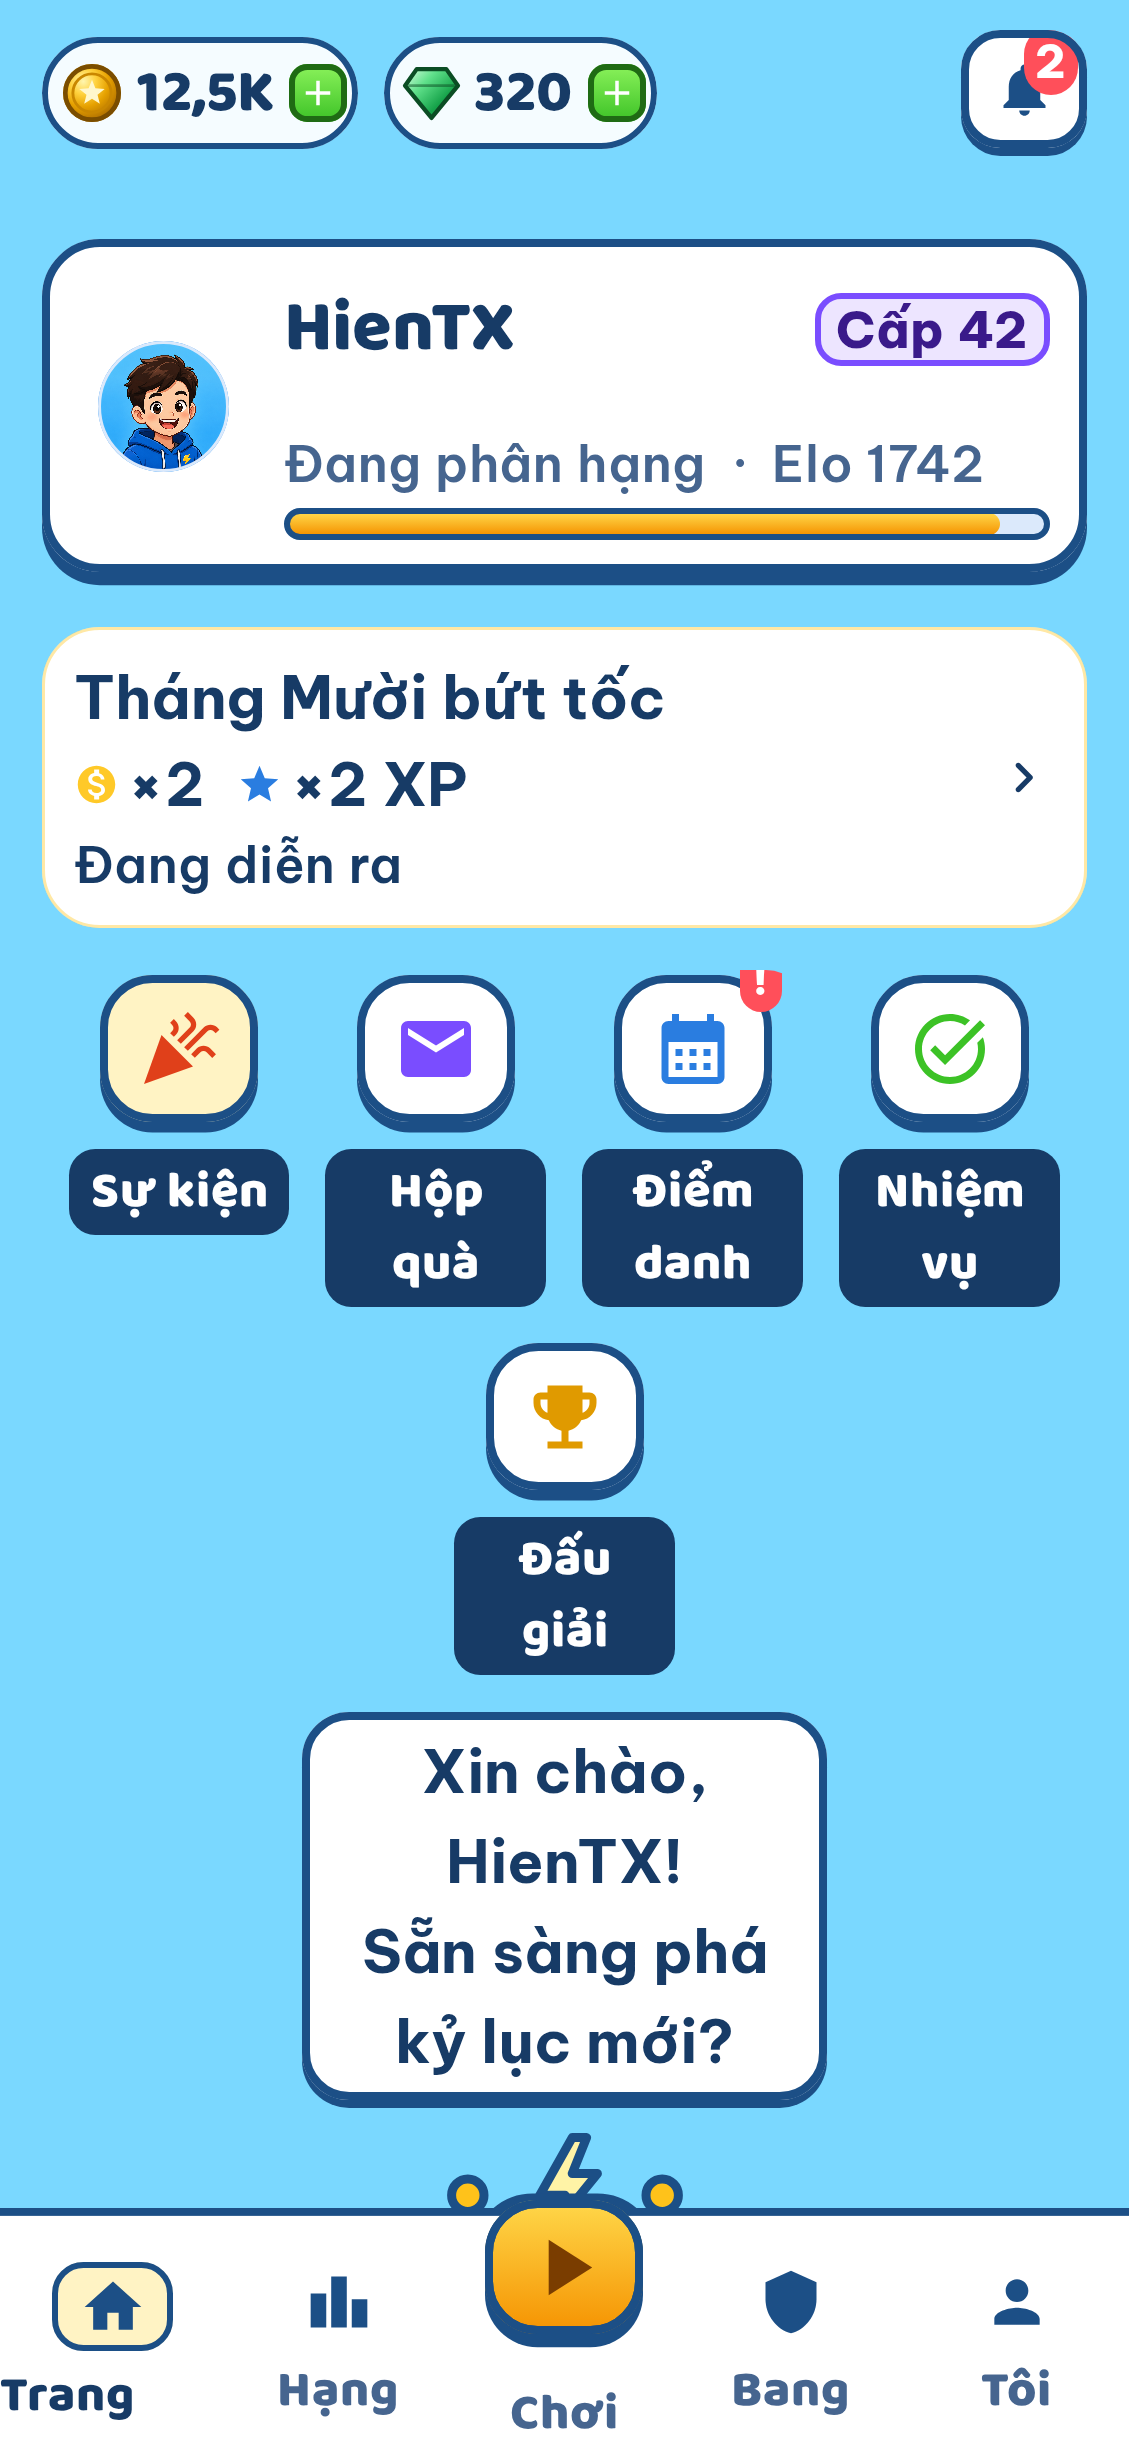 12,5K
320
2
HienTX
Cấp 42
Đang phân hạng · Elo 1742
Tháng Mười bứt tốc
×2 ×2 XP
Đang diễn ra
!
Sự kiện
Hộp
quà
Điểm
danh
Nhiệm
vụ
Đấu
giải
Xin chào,
HienTX!
Sẵn sàng phá
kỷ lục mới?
Trang
Hạng
Chơi
Bang
Tôi